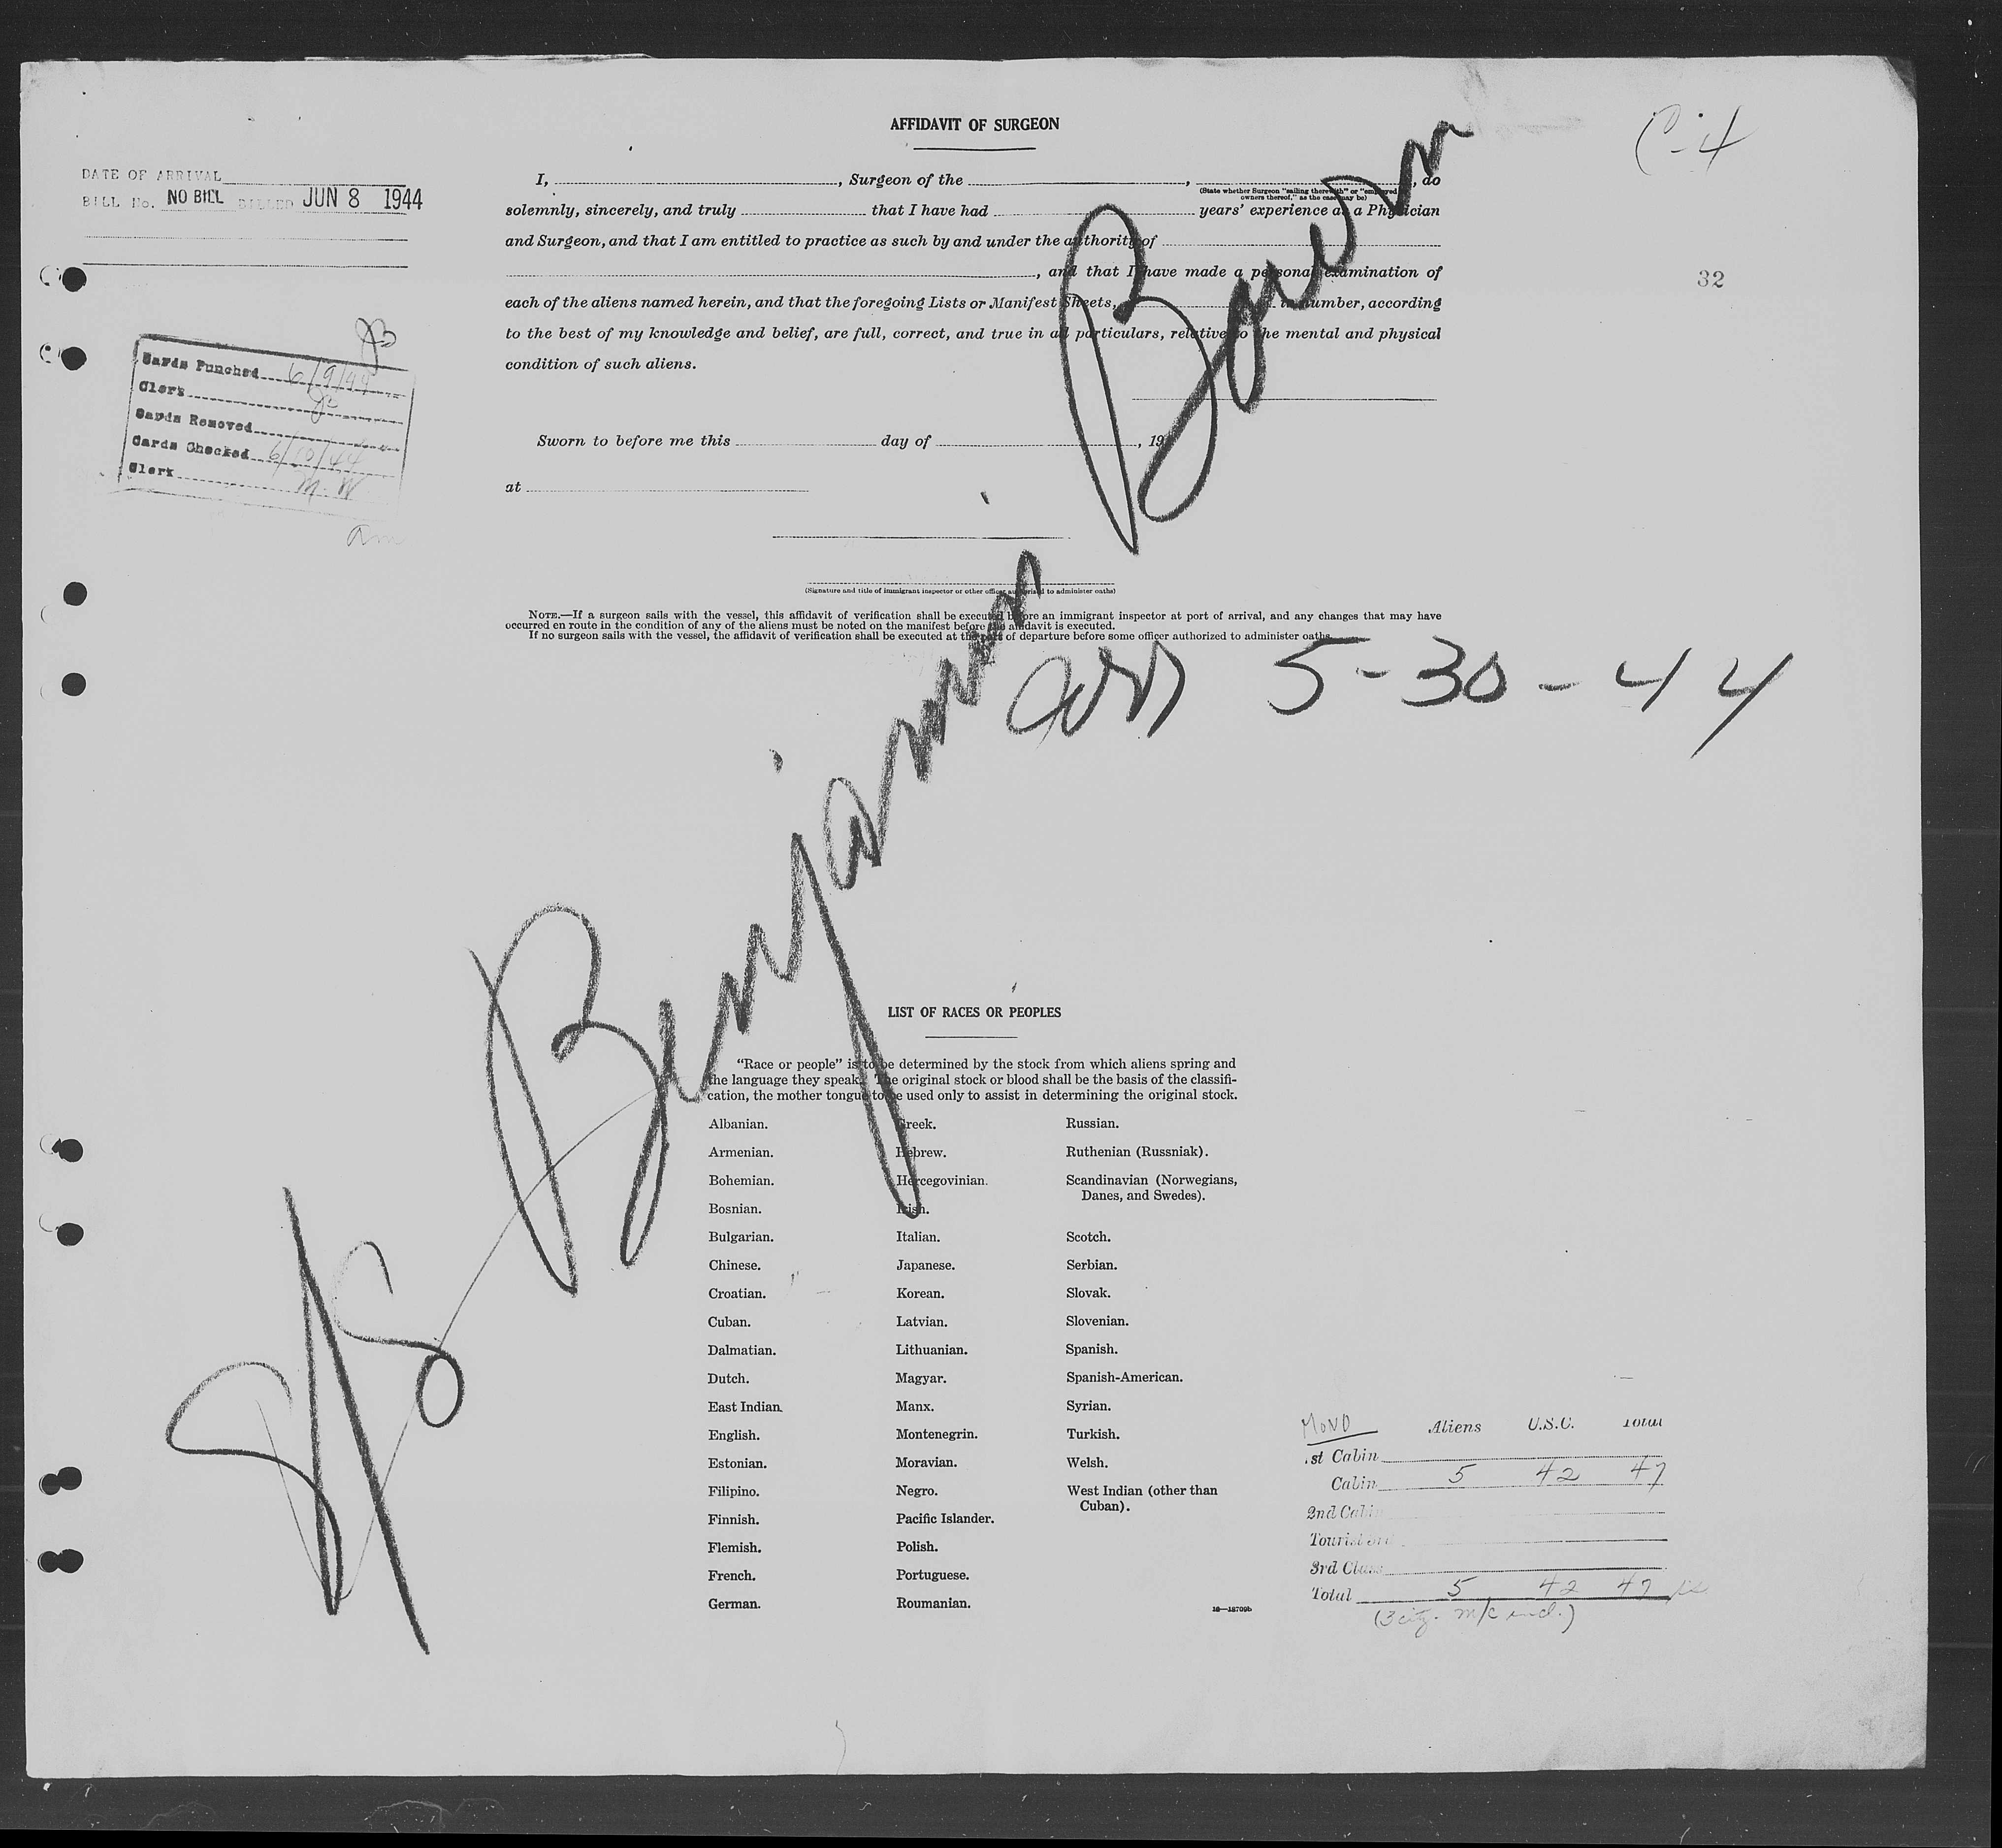 AFFIDAVIT OF SURGEON
C-4
DATE OF ARRIVAL
BILL No. NO BILL BILLED JUN 8 1944
I, , Surgeon of the , , do
(State whether Surgeon "sailing therewith" or "employed
owners thereof," as the case may be)
solemnly, sincerely, and truly that I have had years' experience as a Physician
and Surgeon, and that I am entitled to practice as such by and under the authority of
, and that I have made a personal examination of
32
each of the aliens named herein, and that the foregoing Lists or Manifest Sheets, in number, according
to the best of my knowledge and belief, are full, correct, and true in all particulars, relative to the mental and physical
condition of such aliens.
Cards Punched 6/9/44
Clerk
Cards Removed
Cards Checked 6/10/44
Clerk M. W.
Sworn to before me this day of , 19
at
(Signature and title of immigrant inspector or other officer authorized to administer oaths)
NOTE.—If a surgeon sails with the vessel, this affidavit of verification shall be executed before an immigrant inspector at port of arrival, and any changes that may have
occurred en route in the condition of any of the aliens must be noted on the manifest before the affidavit is executed.
If no surgeon sails with the vessel, the affidavit of verification shall be executed at the port of departure before some officer authorized to administer oaths.
S/S Benjamin Bourn
arr 5-30-44
LIST OF RACES OR PEOPLES
"Race or people" is to be determined by the stock from which aliens spring and
the language they speak. The original stock or blood shall be the basis of the classifi-
cation, the mother tongue to be used only to assist in determining the original stock.
Albanian.
Armenian.
Bohemian.
Bosnian.
Bulgarian.
Chinese.
Croatian.
Cuban.
Dalmatian.
Dutch.
East Indian.
English.
Estonian.
Filipino.
Finnish.
Flemish.
French.
German.
Greek.
Hebrew.
Hercegovinian.
Irish.
Italian.
Japanese.
Korean.
Latvian.
Lithuanian.
Magyar.
Manx.
Montenegrin.
Moravian.
Negro.
Pacific Islander.
Polish.
Portuguese.
Roumanian.
Russian.
Ruthenian (Russniak).
Scandinavian (Norwegians,
Danes, and Swedes).
Scotch.
Serbian.
Slovak.
Slovenian.
Spanish.
Spanish-American.
Syrian.
Turkish.
Welsh.
West Indian (other than
Cuban).
16—18709b
MOVO Aliens U.S.C. Total
1st Cabin
Cabin 5 42 47
2nd Cabin
Tourist 3rd
3rd Class
Total 5 42 47
(3 city. m/c incl.)